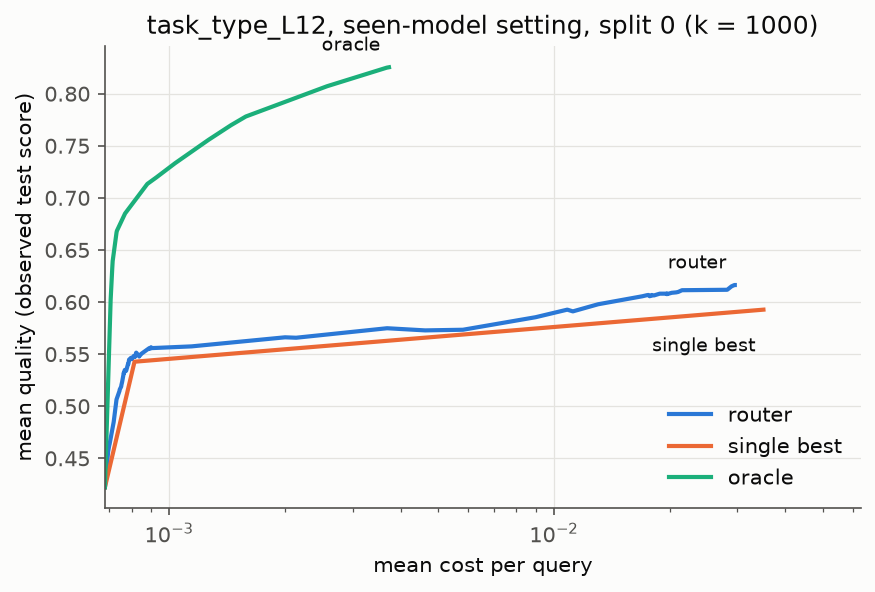 task_type_L12, seen-model setting, split 0 (k = 1000)
oracle
0.80
0.75
0.70
0.65
0.60
0.55
0.50
0.45
mean quality (observed test score)
router
single best
router
single best
oracle
10⁻³ 10⁻²
mean cost per query